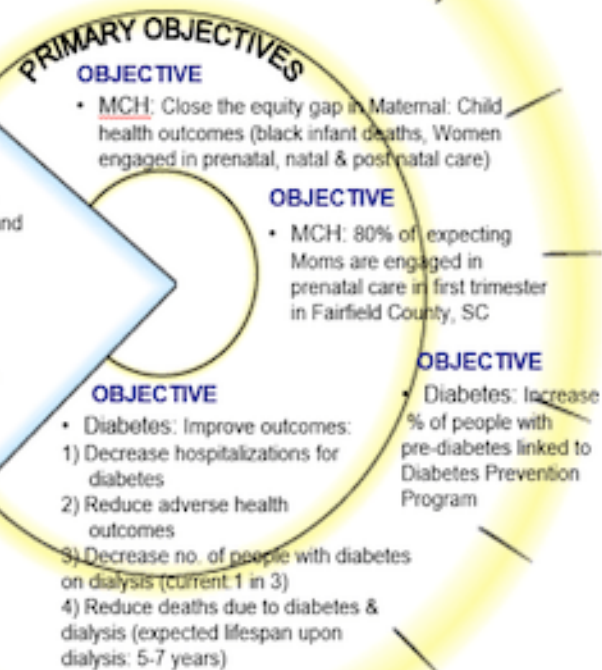 PRIMARY OBJECTIVES
OBJECTIVE
• MCH: Close the equity gap in Maternal: Child
health outcomes (black infant deaths, Women
engaged in prenatal, natal & post natal care)
nd
OBJECTIVE
• MCH: 80% of expecting
Moms are engaged in
prenatal care in first trimester
in Fairfield County, SC
OBJECTIVE
• Diabetes: Increase
% of people with
pre-diabetes linked to
Diabetes Prevention
Program
OBJECTIVE
• Diabetes: Improve outcomes:
1) Decrease hospitalizations for
diabetes
2) Reduce adverse health
outcomes
3) Decrease no. of people with diabetes
on dialysis (current:1 in 3)
4) Reduce deaths due to diabetes &
dialysis (expected lifespan upon
dialysis: 5-7 years)